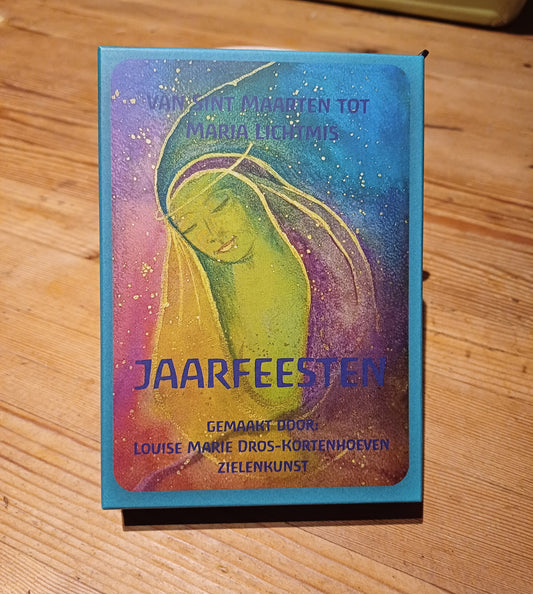 VAN SINT MAARTEN TOT
MARIA LICHTMIS
JAARFEESTEN
GEMAAKT DOOR:
LOUISE MARIE DROS-KORTENHOEVEN
ZIELENKUNST